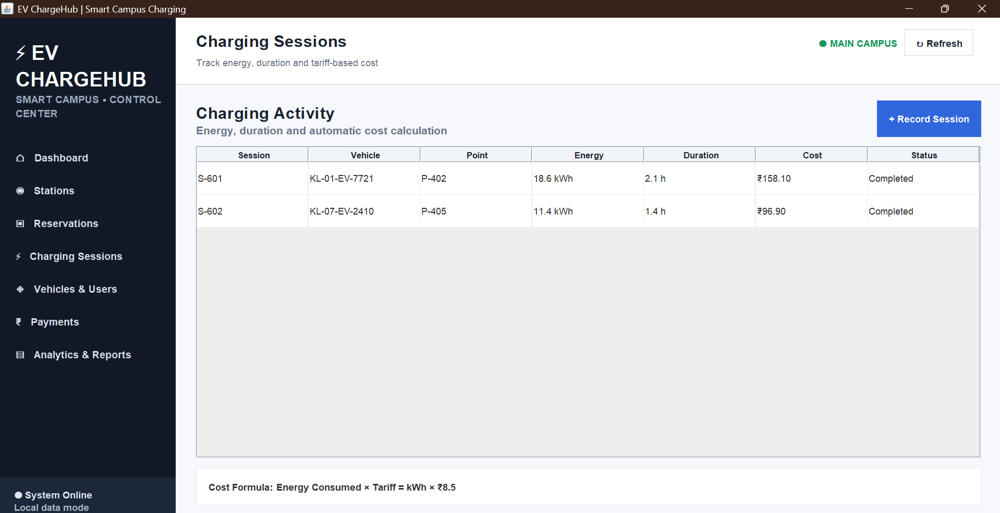 EV ChargeHub | Smart Campus Charging
⚡ EV
CHARGEHUB
SMART CAMPUS • CONTROL
CENTER
Dashboard
Stations
Reservations
⚡ Charging Sessions
Vehicles & Users
₹ Payments
Analytics & Reports
● System Online
Local data mode
Charging Sessions
Track energy, duration and tariff-based cost
● MAIN CAMPUS
↻ Refresh
Charging Activity
Energy, duration and automatic cost calculation
+ Record Session
Session Vehicle Point Energy Duration Cost Status
S-601 KL-01-EV-7721 P-402 18.6 kWh 2.1 h ₹158.10 Completed
S-602 KL-07-EV-2410 P-405 11.4 kWh 1.4 h ₹96.90 Completed
Cost Formula: Energy Consumed × Tariff = kWh × ₹8.5